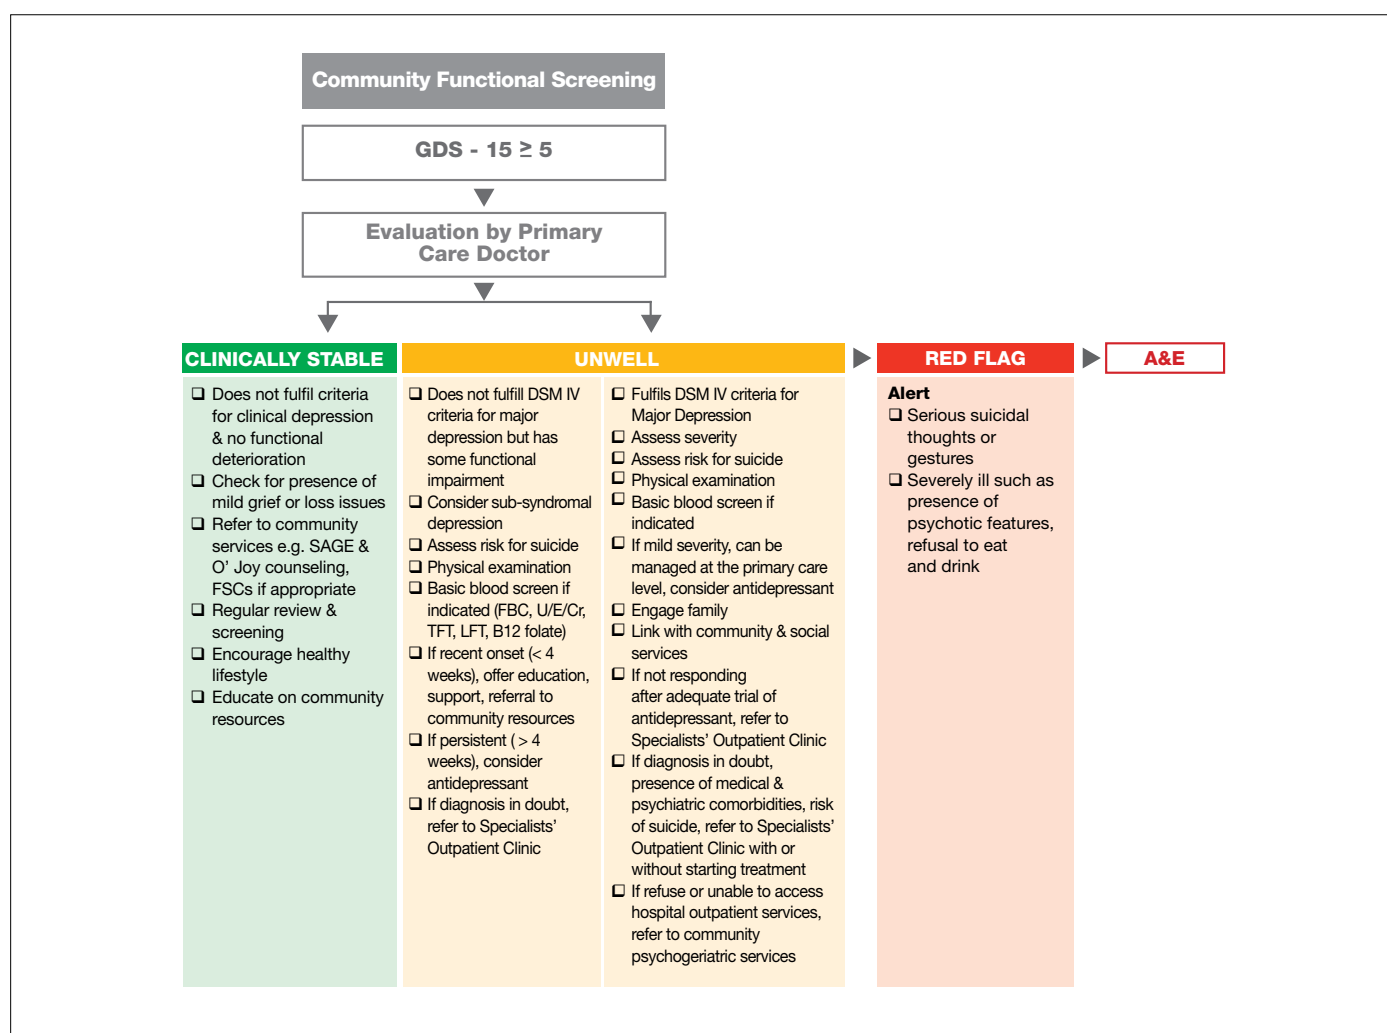 Community Functional Screening
GDS - 15 ≥ 5
Evaluation by Primary
Care Doctor
CLINICALLY STABLE
❑ Does not fulfil criteria
for clinical depression
& no functional
deterioration
❑ Check for presence of
mild grief or loss issues
❑ Refer to community
services e.g. SAGE &
O' Joy counseling,
FSCs if appropriate
❑ Regular review &
screening
❑ Encourage healthy
lifestyle
❑ Educate on community
resources
UNWELL
❑ Does not fulfill DSM IV
criteria for major
depression but has
some functional
impairment
❑ Consider sub-syndromal
depression
❑ Assess risk for suicide
❑ Physical examination
❑ Basic blood screen if
indicated (FBC, U/E/Cr,
TFT, LFT, B12 folate)
❑ If recent onset (< 4
weeks), offer education,
support, referral to
community resources
❑ If persistent ( > 4
weeks), consider
antidepressant
❑ If diagnosis in doubt,
refer to Specialists'
Outpatient Clinic
❑ Fulfils DSM IV criteria for
Major Depression
❑ Assess severity
❑ Assess risk for suicide
❑ Physical examination
❑ Basic blood screen if
indicated
❑ If mild severity, can be
managed at the primary care
level, consider antidepressant
❑ Engage family
❑ Link with community & social
services
❑ If not responding
after adequate trial of
antidepressant, refer to
Specialists' Outpatient Clinic
❑ If diagnosis in doubt,
presence of medical &
psychiatric comorbidities, risk
of suicide, refer to Specialists'
Outpatient Clinic with or
without starting treatment
❑ If refuse or unable to access
hospital outpatient services,
refer to community
psychogeriatric services
RED FLAG
Alert
❑ Serious suicidal
thoughts or
gestures
❑ Severely ill such as
presence of
psychotic features,
refusal to eat
and drink
A&E